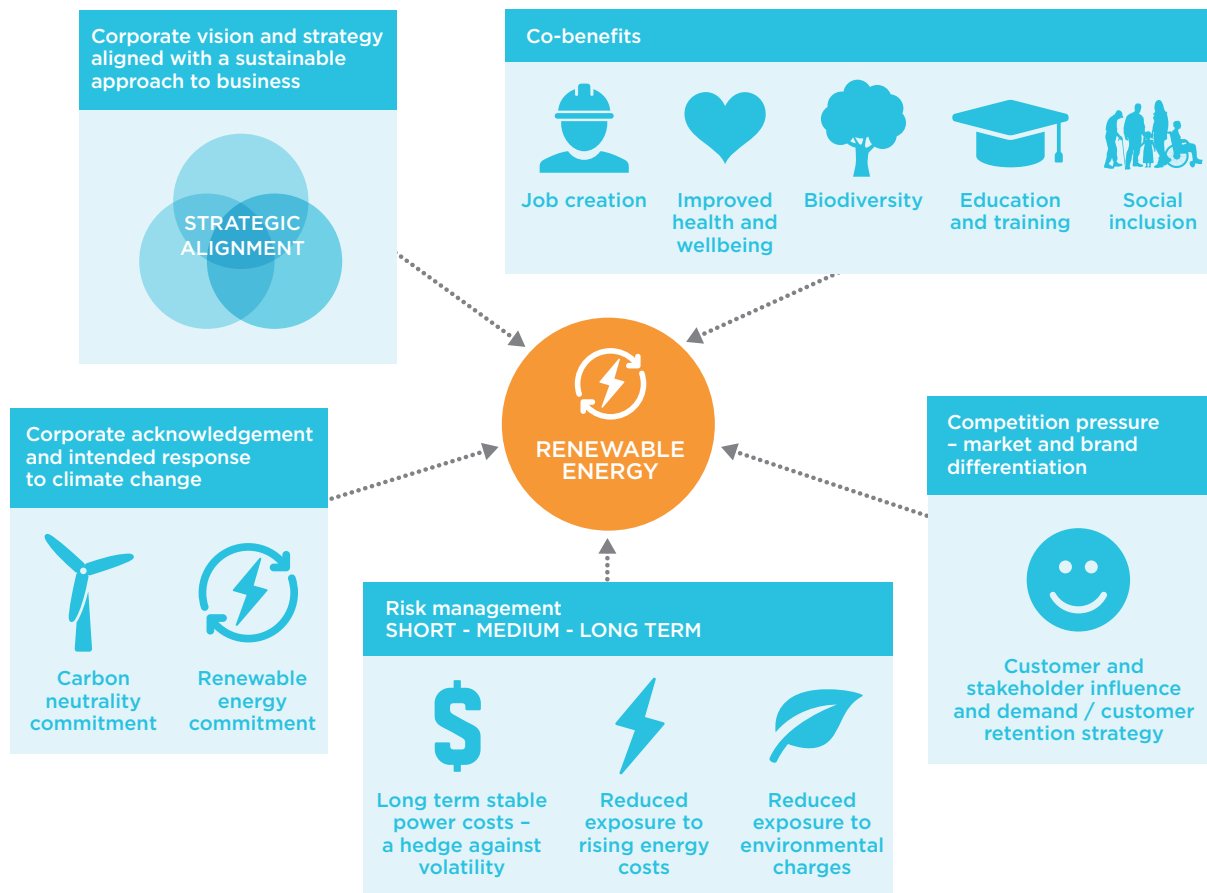 Corporate vision and strategy
aligned with a sustainable
approach to business
STRATEGIC
ALIGNMENT
Co-benefits
Job creation
Improved
health and
wellbeing
Biodiversity
Education
and training
Social
inclusion
RENEWABLE
ENERGY
Corporate acknowledgement
and intended response
to climate change
Carbon
neutrality
commitment
Renewable
energy
commitment
Competition pressure
– market and brand
differentiation
Customer and
stakeholder influence
and demand / customer
retention strategy
Risk management
SHORT - MEDIUM - LONG TERM
Long term stable
power costs –
a hedge against
volatility
Reduced
exposure to
rising energy
costs
Reduced
exposure to
environmental
charges